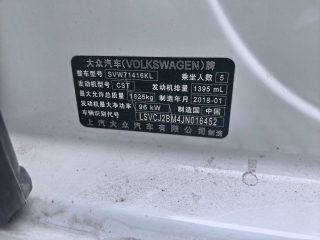 大众汽车(VOLKSWAGEN)牌
整车型号 SVW71416KL 乘坐人数 5
发动机型号 CST 发动机排量 1395 mL
最大允许总质量 1825kg 制造年月 2018-01
发动机最大净功率 96 kW 制造国 中国
车辆识别代号 LSVCJ2BM4JN016452
上汽大众汽车有限公司 制造